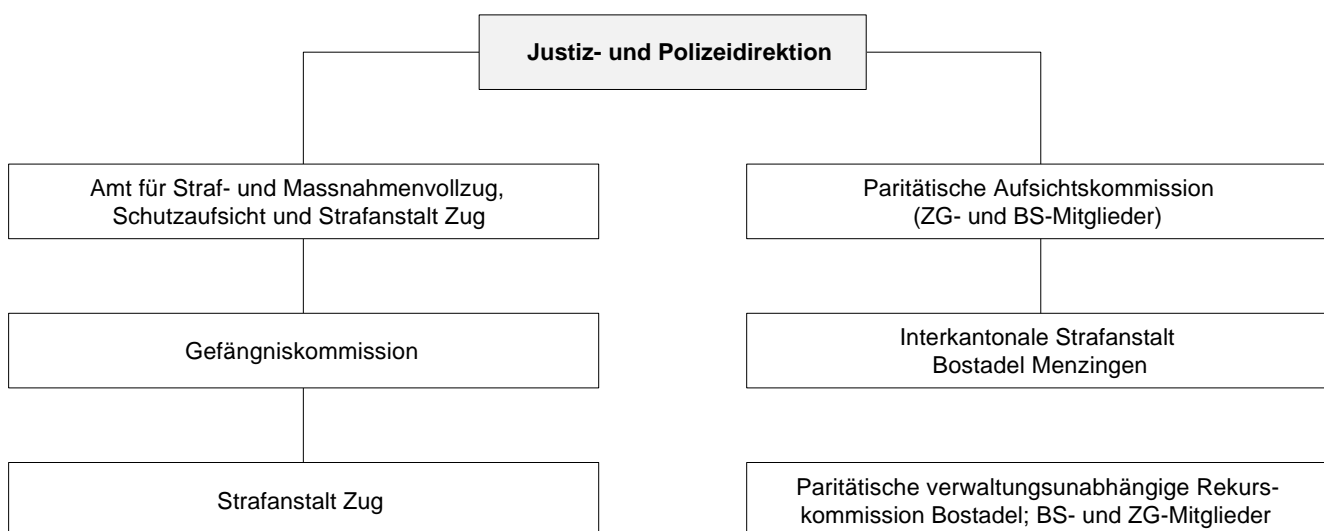 Justiz- und Polizeidirektion
Amt für Straf- und Massnahmenvollzug,
Schutzaufsicht und Strafanstalt Zug
Paritätische Aufsichtskommission
(ZG- und BS-Mitglieder)
Gefängniskommission
Interkantonale Strafanstalt
Bostadel Menzingen
Strafanstalt Zug
Paritätische verwaltungsunabhängige Rekurs-
kommission Bostadel; BS- und ZG-Mitglieder